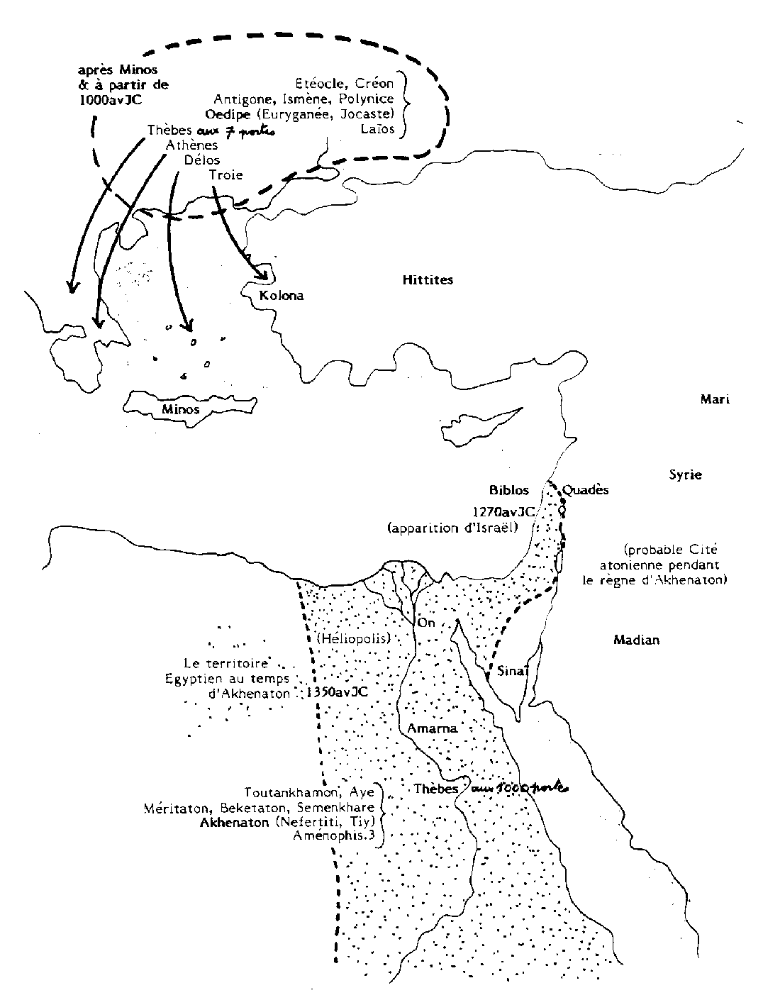 après Minos
& à partir de
1000avJC
Etéocle, Créon
Antigone, Ismène, Polynice
Oedipe (Euryganée, Jocaste)
Laïos
Thèbes aux 7 portes
Athènes
Délos
Troie
Hittites
Kolona
Minos
Mari
Syrie
Biblos
Quadès
1270avJC
(apparition d'Israël)
(probable Cité
atonienne pendant
le règne d'Akhenaton)
On
(Héliopolis)
Madian
Le territoire
Egyptien au temps
d'Akhenaton
1350avJC
Sinaï
Amarna
Thèbes aux 1000 portes
Toutankhamon, Aye
Méritaton, Beketaton, Semenkhare
Akhenaton (Nefertiti, Tiy)
Aménophis.3